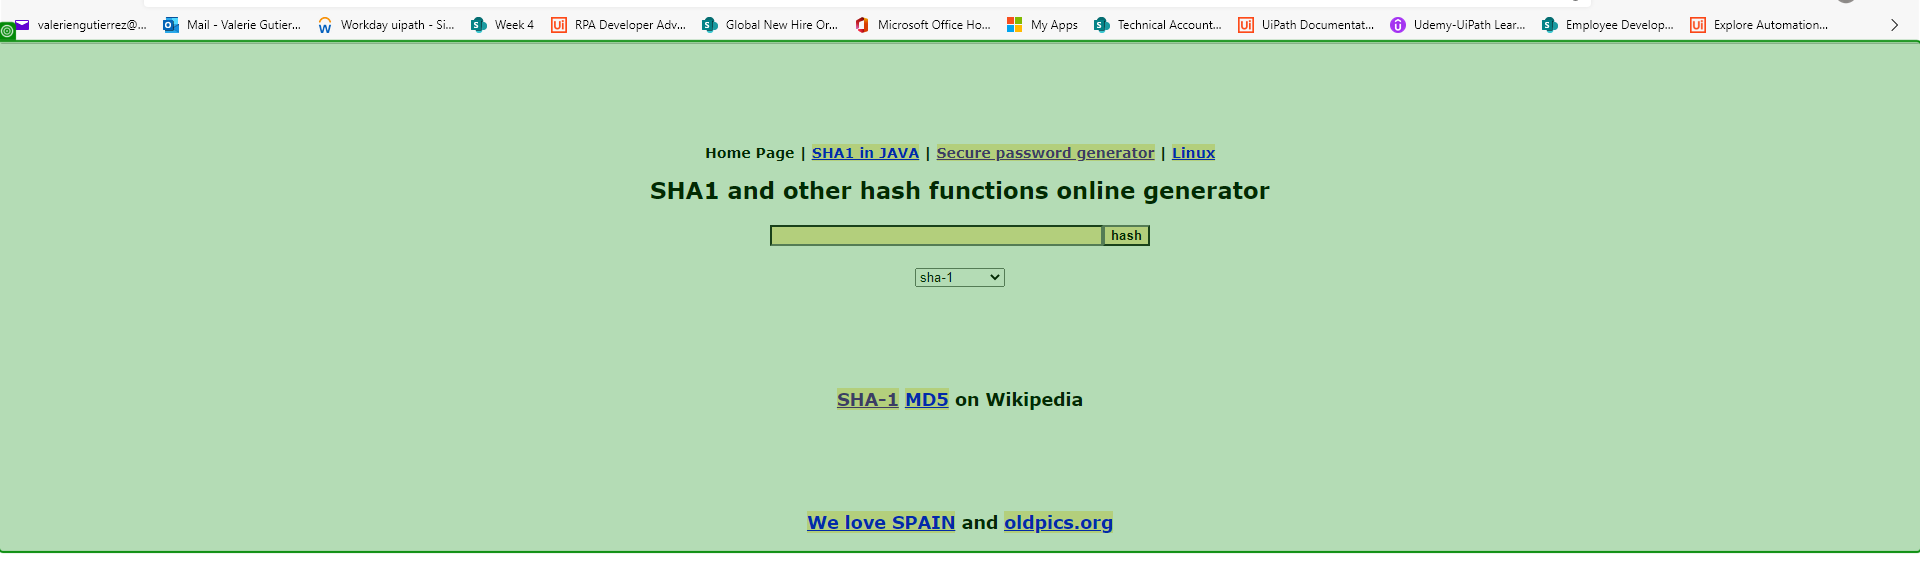 valeriengutierrez@... Mail - Valerie Gutier... Workday uipath - Si... Week 4 RPA Developer Adv... Global New Hire Or... Microsoft Office Ho... My Apps Technical Account... UiPath Documentat... Udemy-UiPath Lear... Employee Develop... Explore Automation...
Home Page | SHA1 in JAVA | Secure password generator | Linux
SHA1 and other hash functions online generator
hash
sha-1
SHA-1 MD5 on Wikipedia
We love SPAIN and oldpics.org